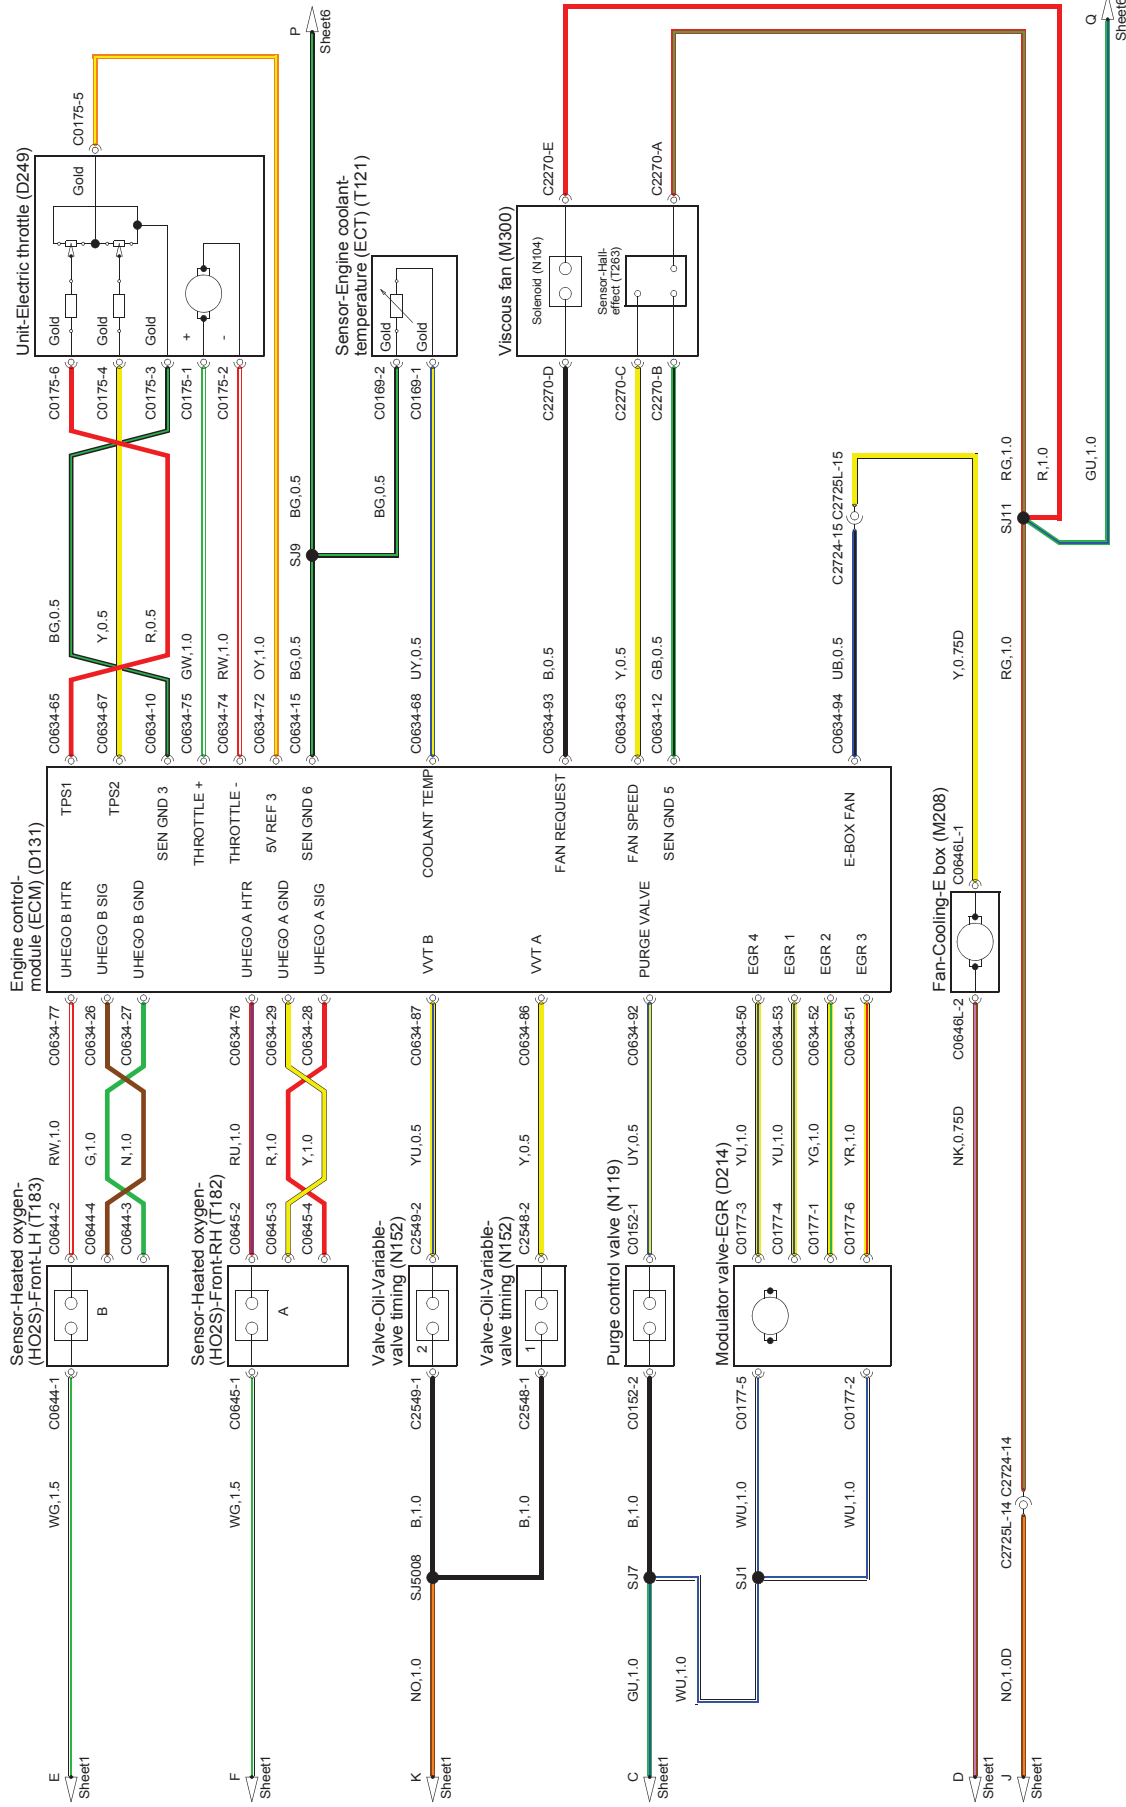 E
Sheet1
F
Sheet1
K
Sheet1
C
Sheet1
D
Sheet1
J
Sheet1
WG,1.5
WG,1.5
NO,1.0
GU,1.0
WU,1.0
NO,1.0D
SJ5008
SJ7
SJ1
B,1.0
B,1.0
B,1.0
WU,1.0
WU,1.0
C2725L-14
C2724-14
C0644-1
C0645-1
C2549-1
C2548-1
C0152-2
C0177-5
C0177-2
Sensor-Heated oxygen-
(HO2S)-Front-LH (T183)
B
Sensor-Heated oxygen-
(HO2S)-Front-RH (T182)
A
Valve-Oil-Variable-
valve timing (N152)
2
Valve-Oil-Variable-
valve timing (N152)
1
Purge control valve (N119)
Modulator valve-EGR (D214)
C0644-2
C0644-4
C0644-3
C0645-2
C0645-3
C0645-4
C2549-2
C2548-2
C0152-1
C0177-3
C0177-4
C0177-1
C0177-6
RW,1.0
G,1.0
N,1.0
RU,1.0
R,1.0
Y,1.0
YU,0.5
Y,0.5
UY,0.5
YU,1.0
YU,1.0
YG,1.0
YR,1.0
NK,0.75D
C0634-77
C0634-26
C0634-27
C0634-76
C0634-29
C0634-28
C0634-87
C0634-86
C0634-92
C0634-50
C0634-53
C0634-52
C0634-51
C0646L-2
Engine control-
module (ECM) (D131)
UHEGO B HTR
UHEGO B SIG
UHEGO B GND
UHEGO A HTR
UHEGO A GND
UHEGO A SIG
VVT B
VVT A
PURGE VALVE
EGR 4
EGR 1
EGR 2
EGR 3
TPS1
TPS2
SEN GND 3
THROTTLE +
THROTTLE -
5V REF 3
SEN GND 6
COOLANT TEMP
FAN REQUEST
FAN SPEED
SEN GND 5
E-BOX FAN
Fan-Cooling-E box (M208)
C0646L-1
C0634-65
C0634-67
C0634-10
C0634-75
C0634-74
C0634-72
C0634-15
C0634-68
C0634-93
C0634-63
C0634-12
C0634-94
BG,0.5
Y,0.5
R,0.5
GW,1.0
RW,1.0
OY,1.0
BG,0.5
UY,0.5
B,0.5
Y,0.5
GB,0.5
UB,0.5
Y,0.75D
RG,1.0
SJ9
BG,0.5
BG,0.5
C2724-15
C2725L-15
SJ11
RG,1.0
R,1.0
GU,1.0
C0175-6
C0175-4
C0175-3
C0175-1
C0175-2
C0169-2
C0169-1
C2270-D
C2270-C
C2270-B
Unit-Electric throttle (D249)
Gold
Gold
Gold
+
-
Gold
C0175-5
Sensor-Engine coolant-
temperature (ECT) (T121)
Gold
Gold
Viscous fan (M300)
Solenoid (N104)
Sensor-Hall-
effect (T263)
C2270-E
C2270-A
P
Sheet6
Q
Sheet6